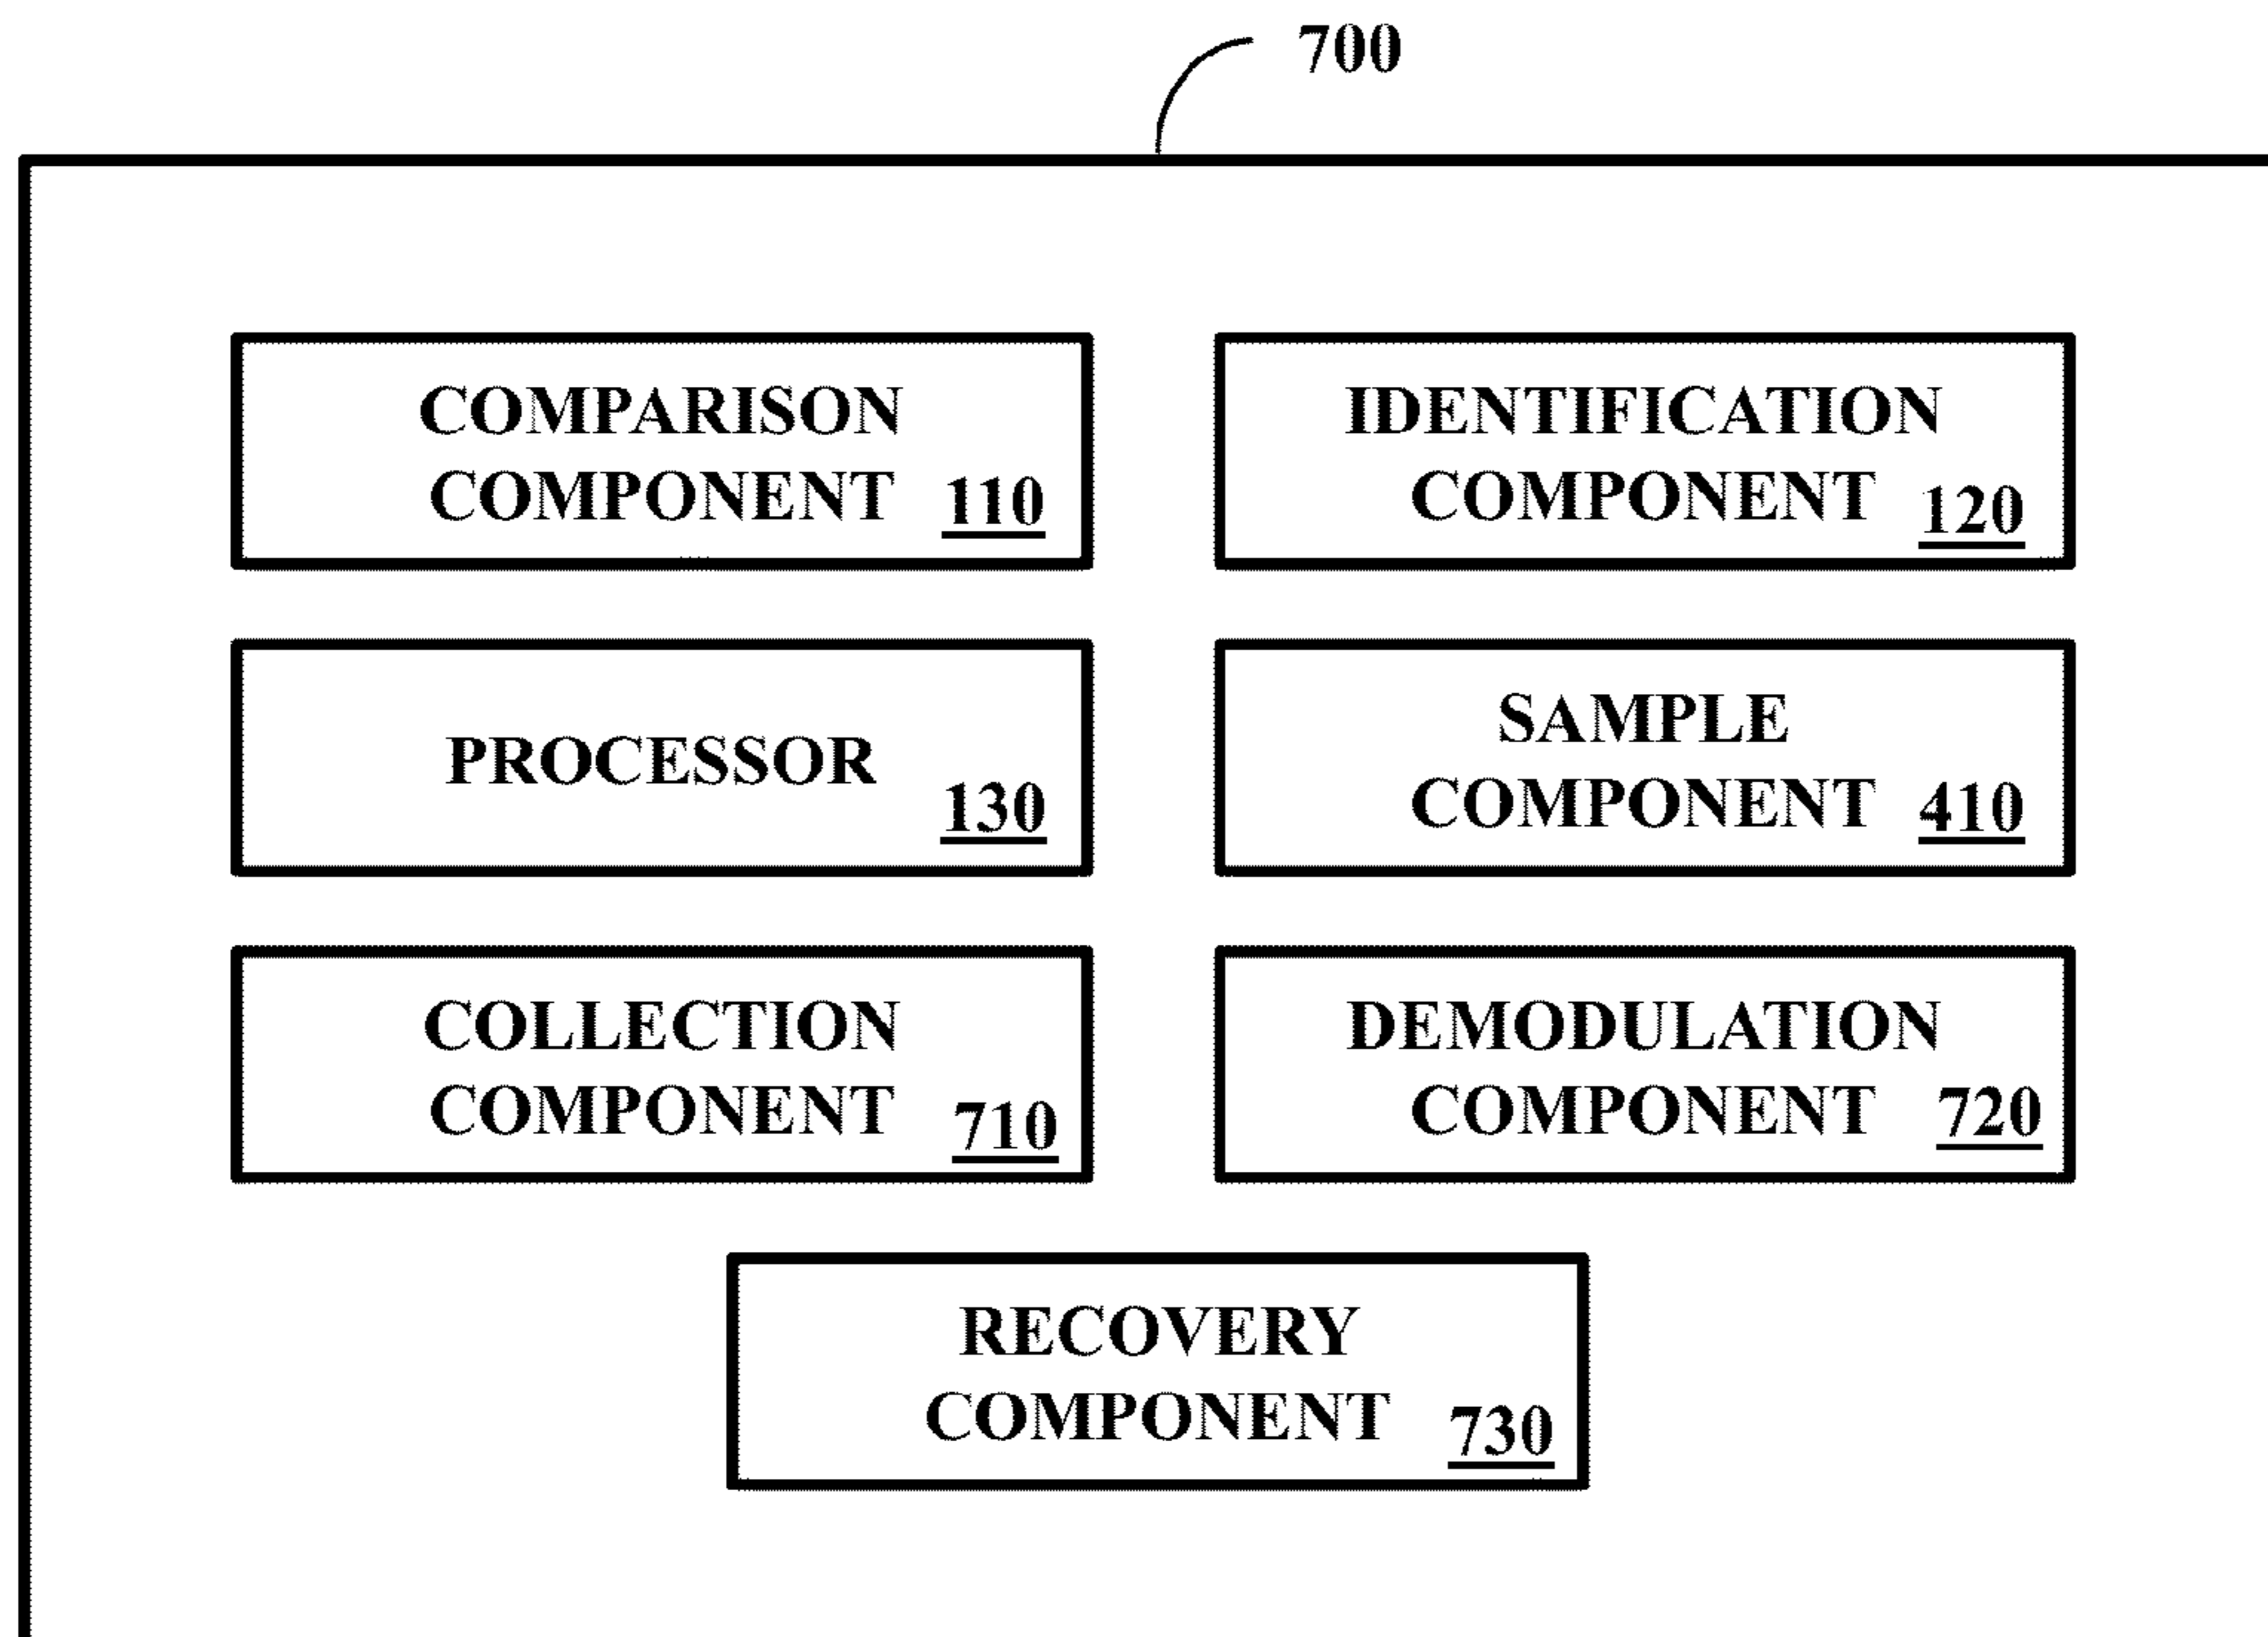 700
COMPARISON
COMPONENT 110
IDENTIFICATION
COMPONENT 120
PROCESSOR
130
SAMPLE
COMPONENT 410
COLLECTION
COMPONENT 710
DEMODULATION
COMPONENT 720
RECOVERY
COMPONENT 730